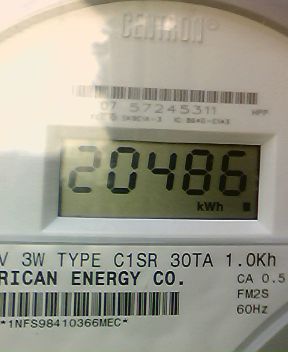 CENTRON®
07 57245311
HPP
20486
kWh
V 3W TYPE C1SR 30TA 1.0Kh
RICAN ENERGY CO.
CA 0.5
FM2S
60Hz
*1NFS98410366MEC*